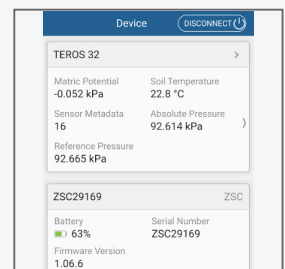 Device
DISCONNECT
TEROS 32
Matric Potential
Soil Temperature
-0.052 kPa
22.8 °C
Sensor Metadata
Absolute Pressure
16
92.614 kPa
Reference Pressure
92.665 kPa
ZSC29169
ZSC
Battery
Serial Number
63%
ZSC29169
Firmware Version
1.06.6